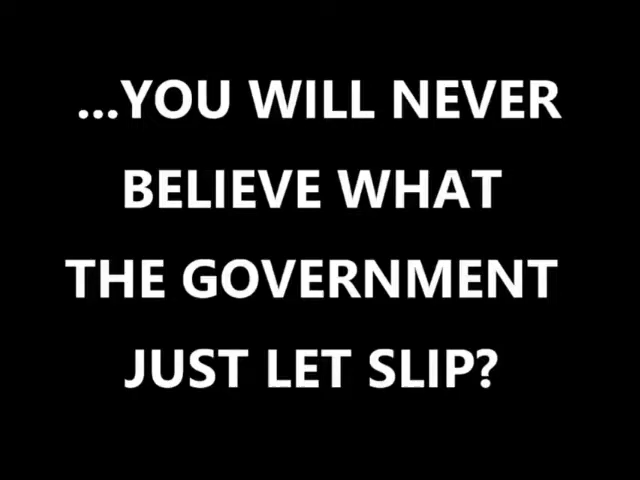 ...YOU WILL NEVER
BELIEVE WHAT
THE GOVERNMENT
JUST LET SLIP?